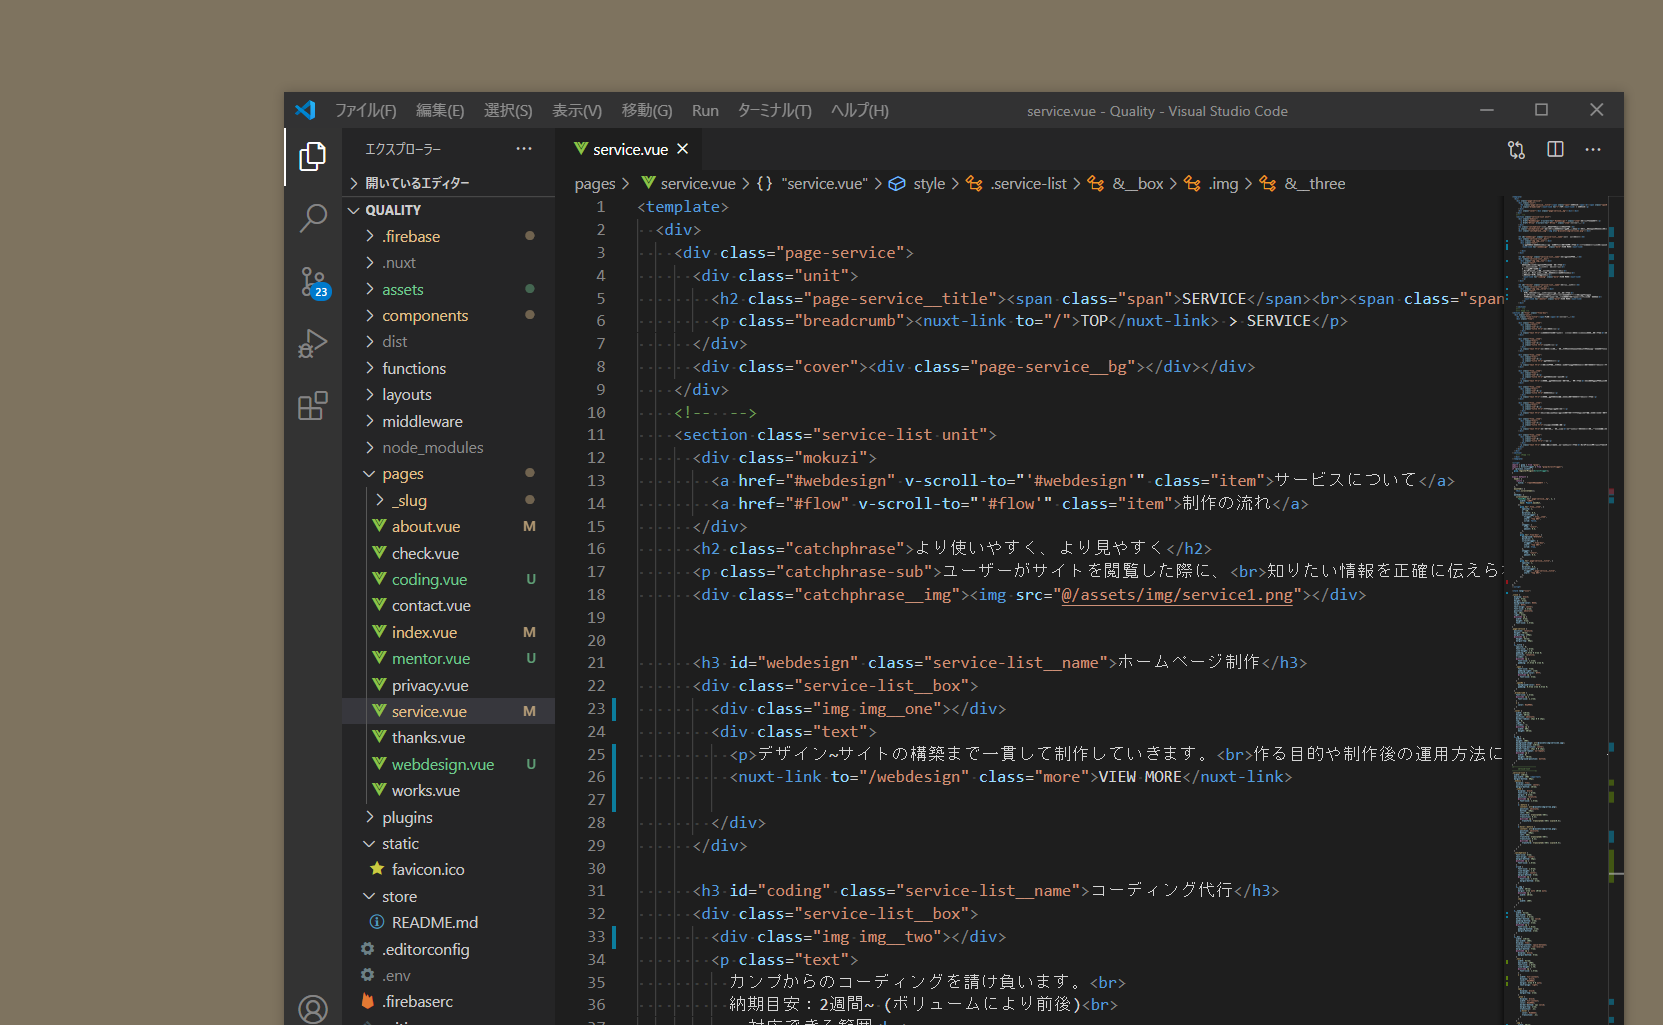 ファイル(F) 編集(E) 選択(S) 表示(V) 移動(G) Run ターミナル(T) ヘルプ(H) service.vue - Quality - Visual Studio Code
エクスプローラー
service.vue
開いているエディター
pages > service.vue > {} "service.vue" > style > .service-list > &__box > .img > &__three
QUALITY
.firebase
.nuxt
assets
components
dist
functions
layouts
middleware
node_modules
pages
_slug
about.vue M
check.vue
coding.vue U
contact.vue
index.vue M
mentor.vue U
privacy.vue
service.vue M
thanks.vue
webdesign.vue U
works.vue
plugins
static
favicon.ico
store
README.md
.editorconfig
.env
.firebaserc
23
1 <template>
2 <div>
3 <div class="page-service">
4 <div class="unit">
5 <h2 class="page-service__title"><span class="span">SERVICE</span><br><span class="span
6 <p class="breadcrumb"><nuxt-link to="/">TOP</nuxt-link> > SERVICE</p>
7 </div>
8 <div class="cover"><div class="page-service__bg"></div></div>
9 </div>
10 <!-- -->
11 <section class="service-list unit">
12 <div class="mokuzi">
13 <a href="#webdesign" v-scroll-to="'#webdesign'" class="item">サービスについて</a>
14 <a href="#flow" v-scroll-to="'#flow'" class="item">制作の流れ</a>
15 </div>
16 <h2 class="catchphrase">より使いやすく、より見やすく</h2>
17 <p class="catchphrase-sub">ユーザーがサイトを閲覧した際に、<br>知りたい情報を正確に伝えら
18 <div class="catchphrase__img"><img src="@/assets/img/service1.png"></div>
19
20
21 <h3 id="webdesign" class="service-list__name">ホームページ制作</h3>
22 <div class="service-list__box">
23 <div class="img img__one"></div>
24 <div class="text">
25 <p>デザイン~サイトの構築まで一貫して制作していきます。<br>作る目的や制作後の運用方法に
26 <nuxt-link to="/webdesign" class="more">VIEW MORE</nuxt-link>
27
28 </div>
29 </div>
30
31 <h3 id="coding" class="service-list__name">コーディング代行</h3>
32 <div class="service-list__box">
33 <div class="img img__two"></div>
34 <p class="text">
35 カンプからのコーディングを請け負います。<br>
36 納期目安：2週間~ (ボリュームにより前後)<br>